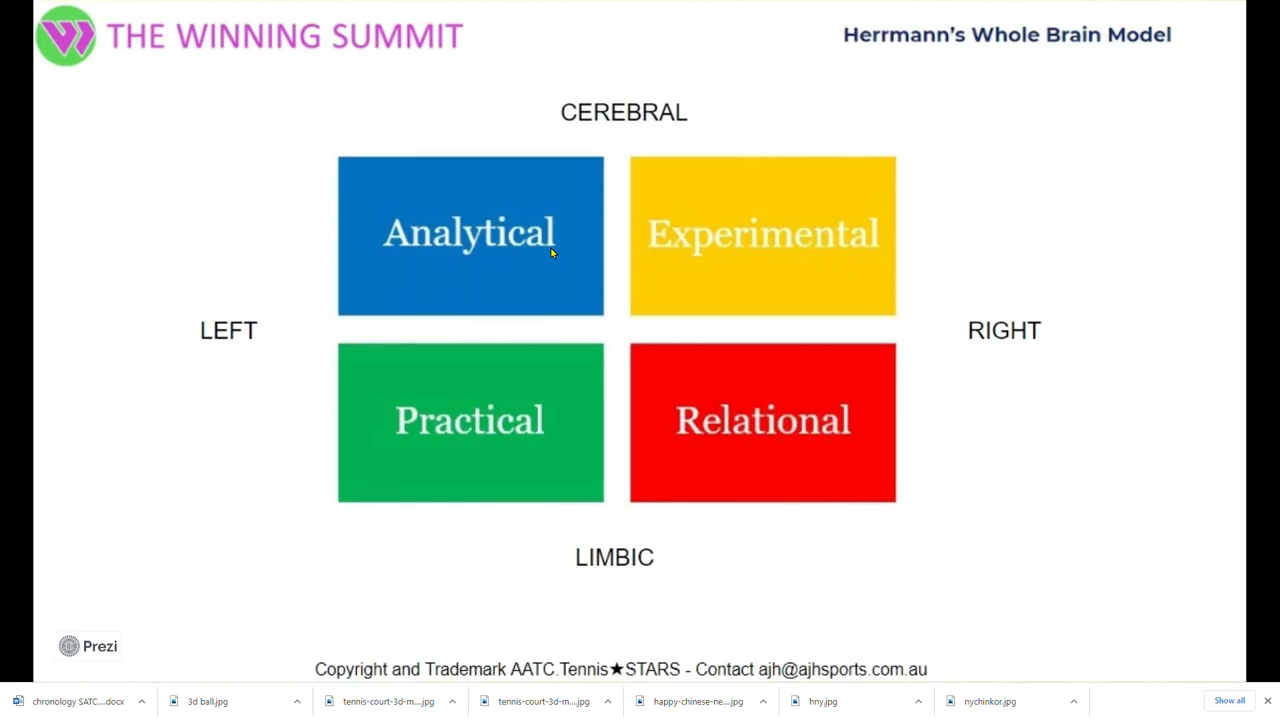 THE WINNING SUMMIT
Herrmann's Whole Brain Model
CEREBRAL
Analytical
Experimental
LEFT
RIGHT
Practical
Relational
LIMBIC
Prezi
Copyright and Trademark AATC.Tennis★STARS - Contact ajh@ajhsports.com.au
chronology SATC....docx
3d ball.jpg
tennis-court-3d-m....jpg
tennis-court-3d-m....jpg
happy-chinese-ne....jpg
hny.jpg
nychinkor.jpg
Show all